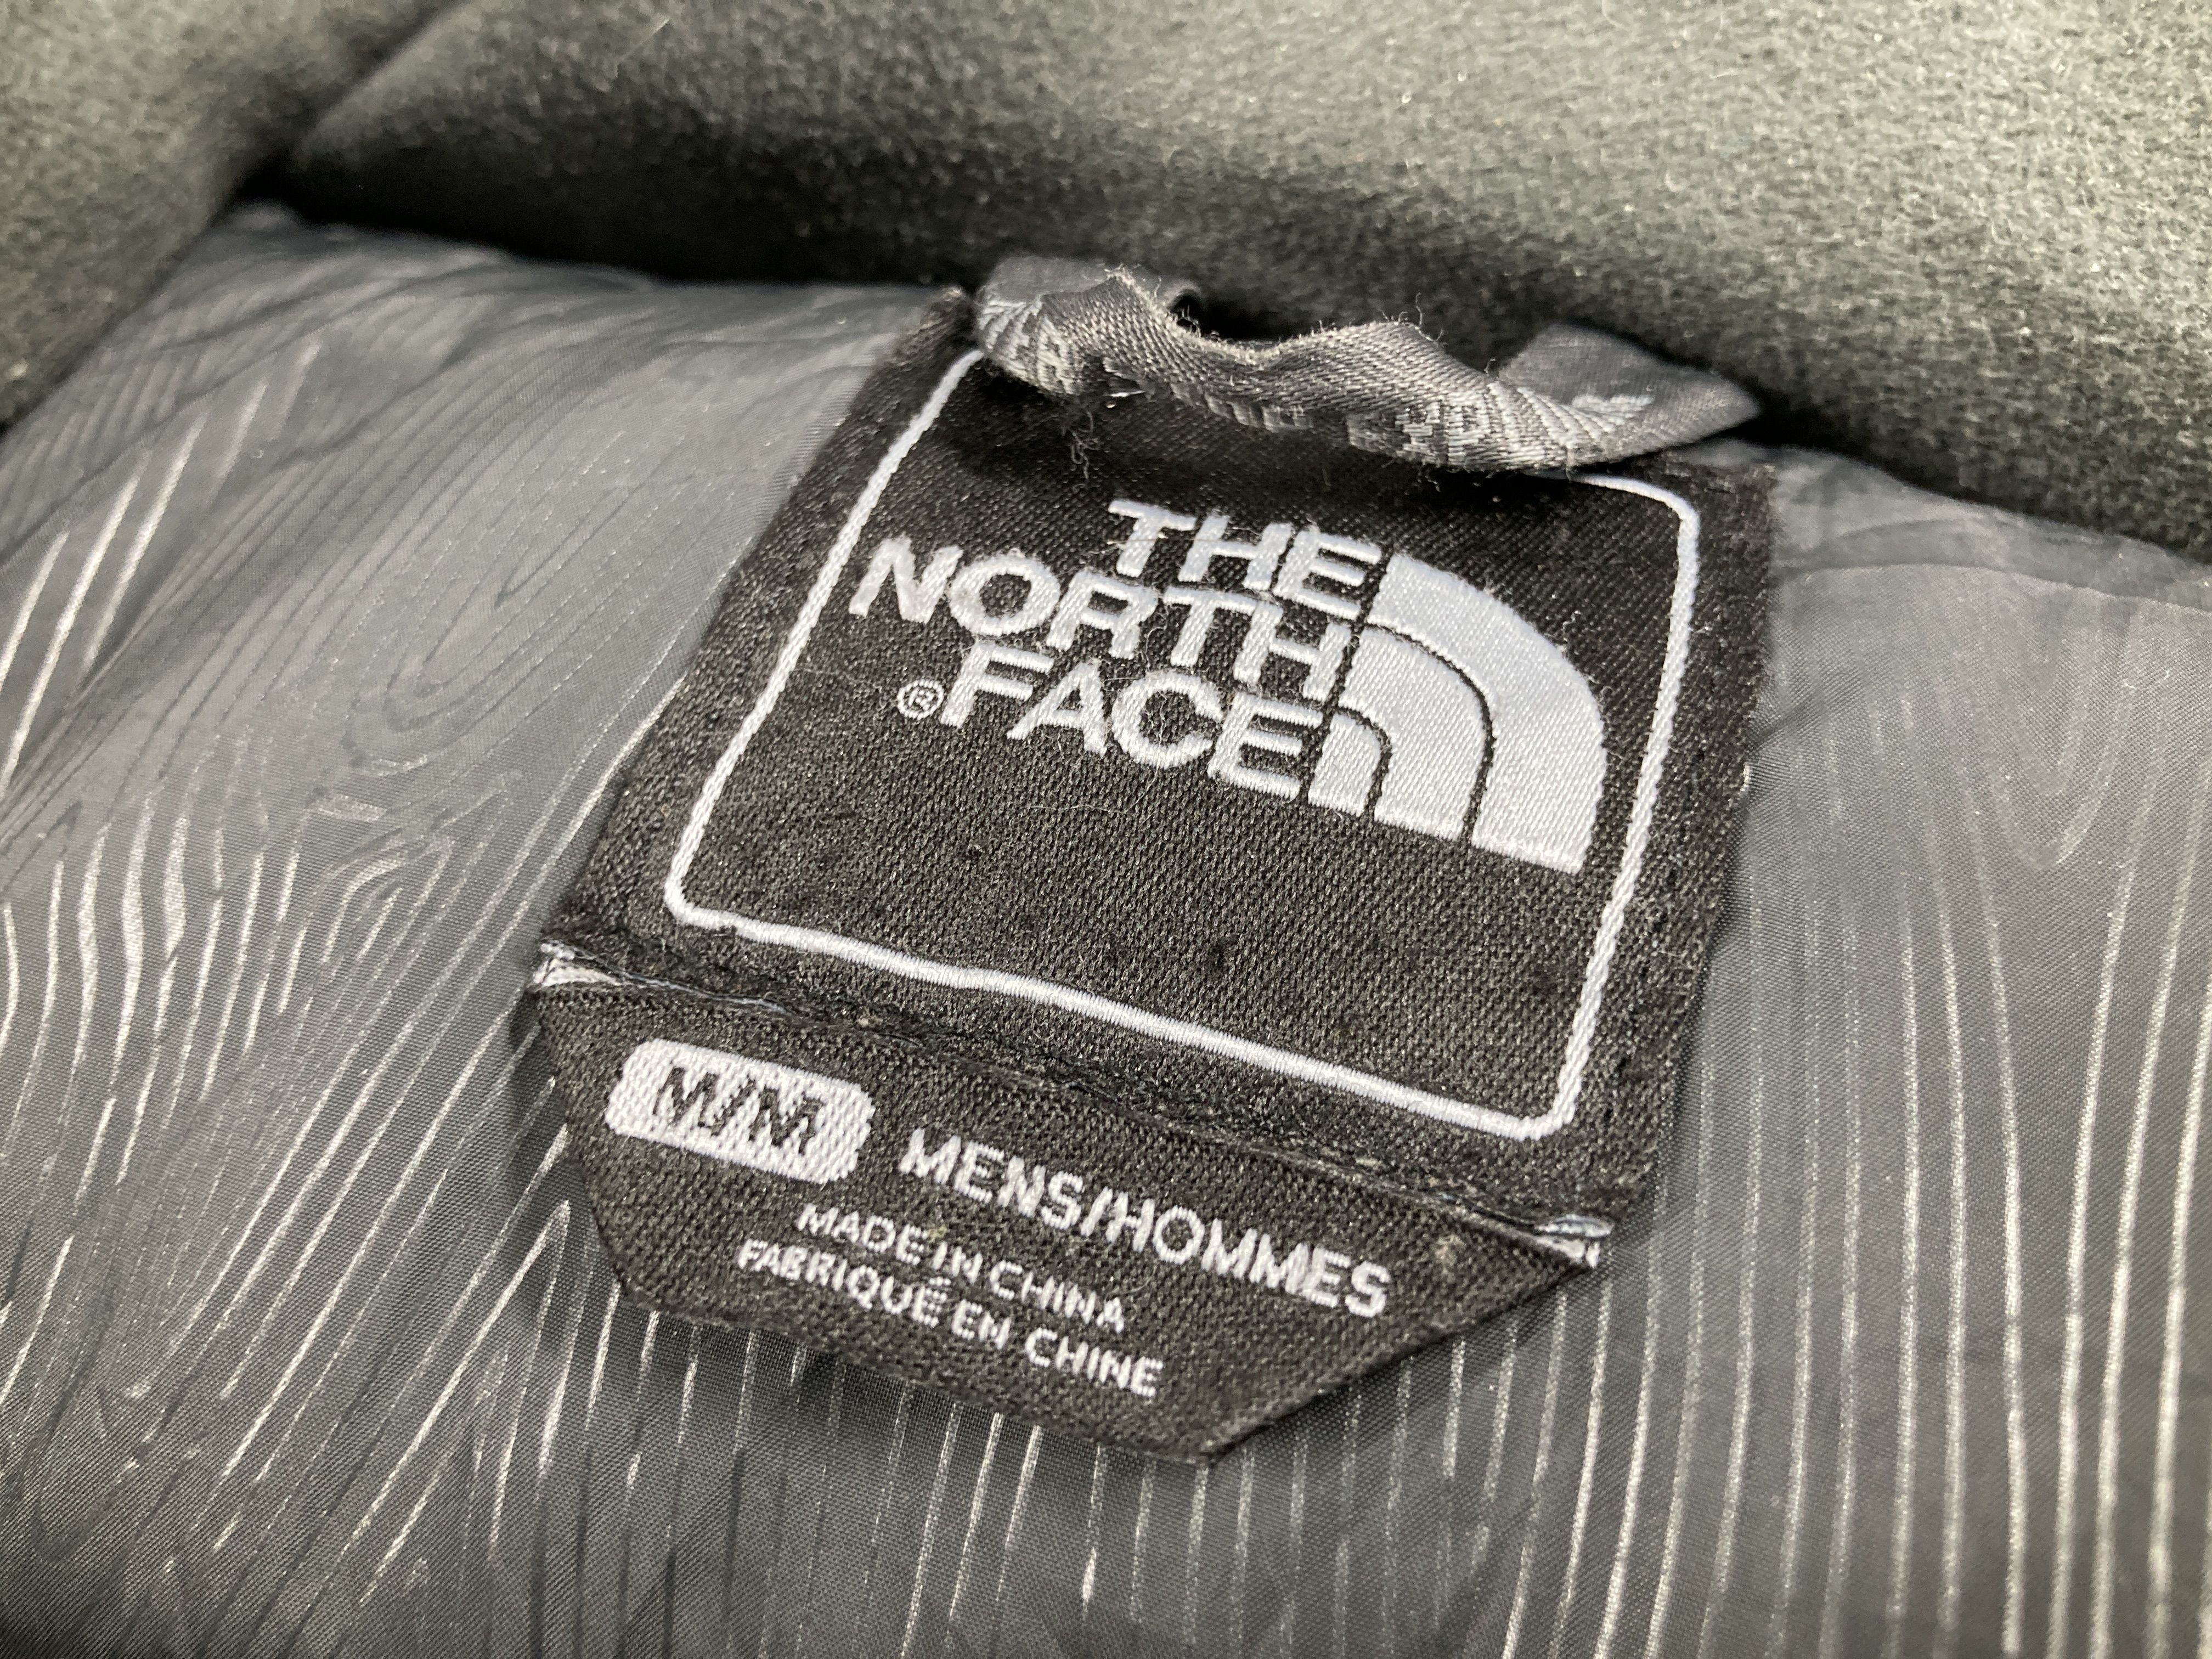 THE
NORTH
FACE
®
M/M MENS/HOMMES
MADE IN CHINA
FABRIQUÉ EN CHINE